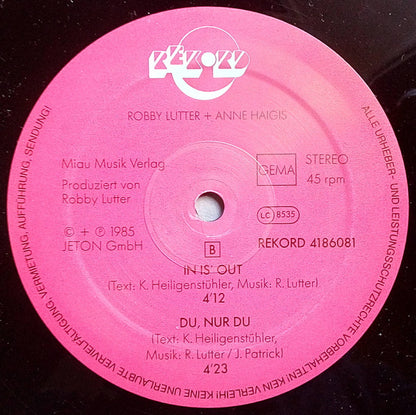 REKORD
ROBBY LUTTER + ANNE HAIGIS
Miau Musik Verlag
Produziert von
Robby Lutter
GEMA
STEREO
45 rpm
LC 8535
© + ℗ 1985
JETON GmbH
B
REKORD 4186081
IN IS' OUT
(Text: K. Heiligenstühler, Musik: R. Lutter)
4'12
DU, NUR DU
(Text: K. Heiligenstühler,
Musik: R. Lutter / J. Patrick)
4'23
ALLE URHEBER- UND LEISTUNGSSCHUTZRECHTE VORBEHALTEN! KEIN VERLEIH! KEINE UNERLAUBTE VERVIELFÄLTIGUNG, VERMIETUNG, AUFFÜHRUNG, SENDUNG!